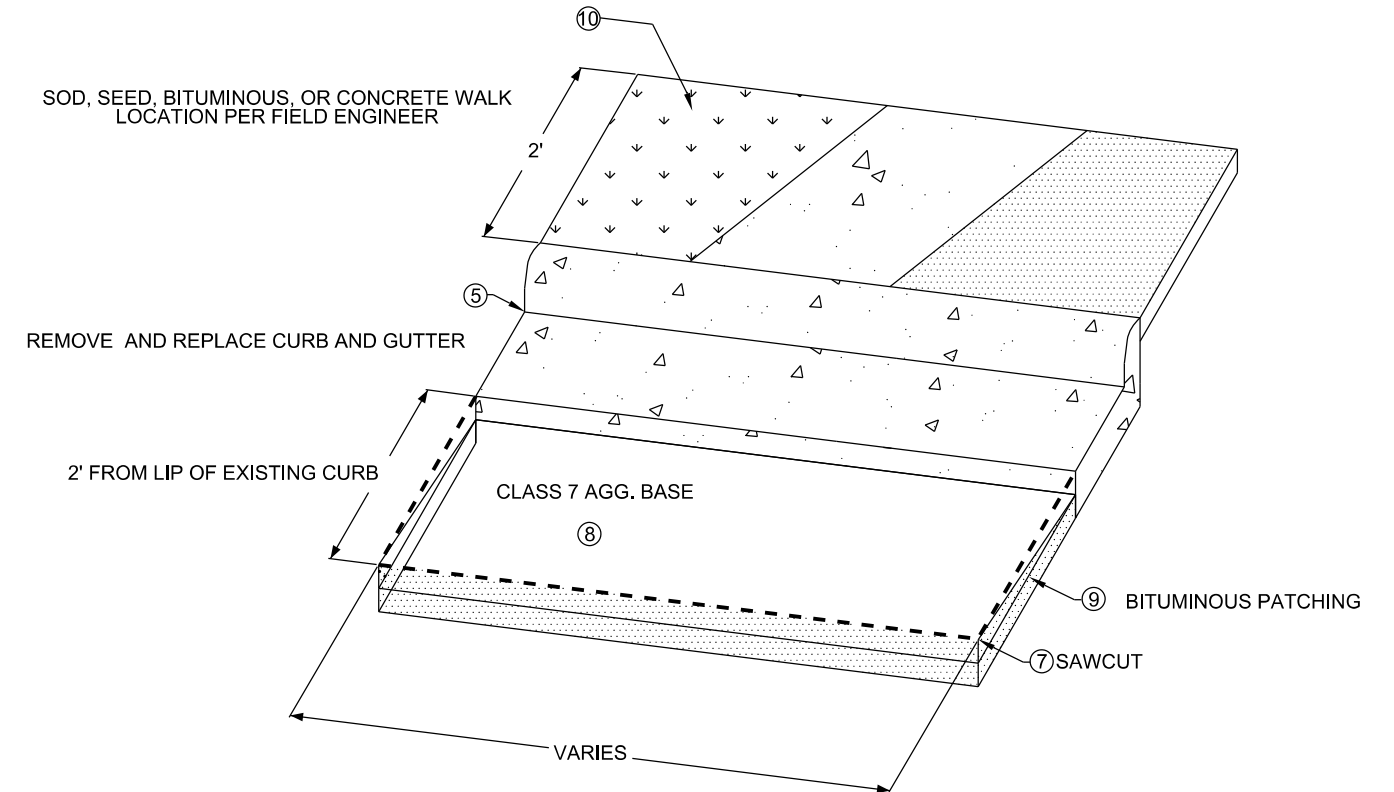 ⑩
SOD, SEED, BITUMINOUS, OR CONCRETE WALK
LOCATION PER FIELD ENGINEER
2'
⑤
REMOVE AND REPLACE CURB AND GUTTER
2' FROM LIP OF EXISTING CURB
CLASS 7 AGG. BASE
⑧
⑨ BITUMINOUS PATCHING
⑦ SAWCUT
VARIES